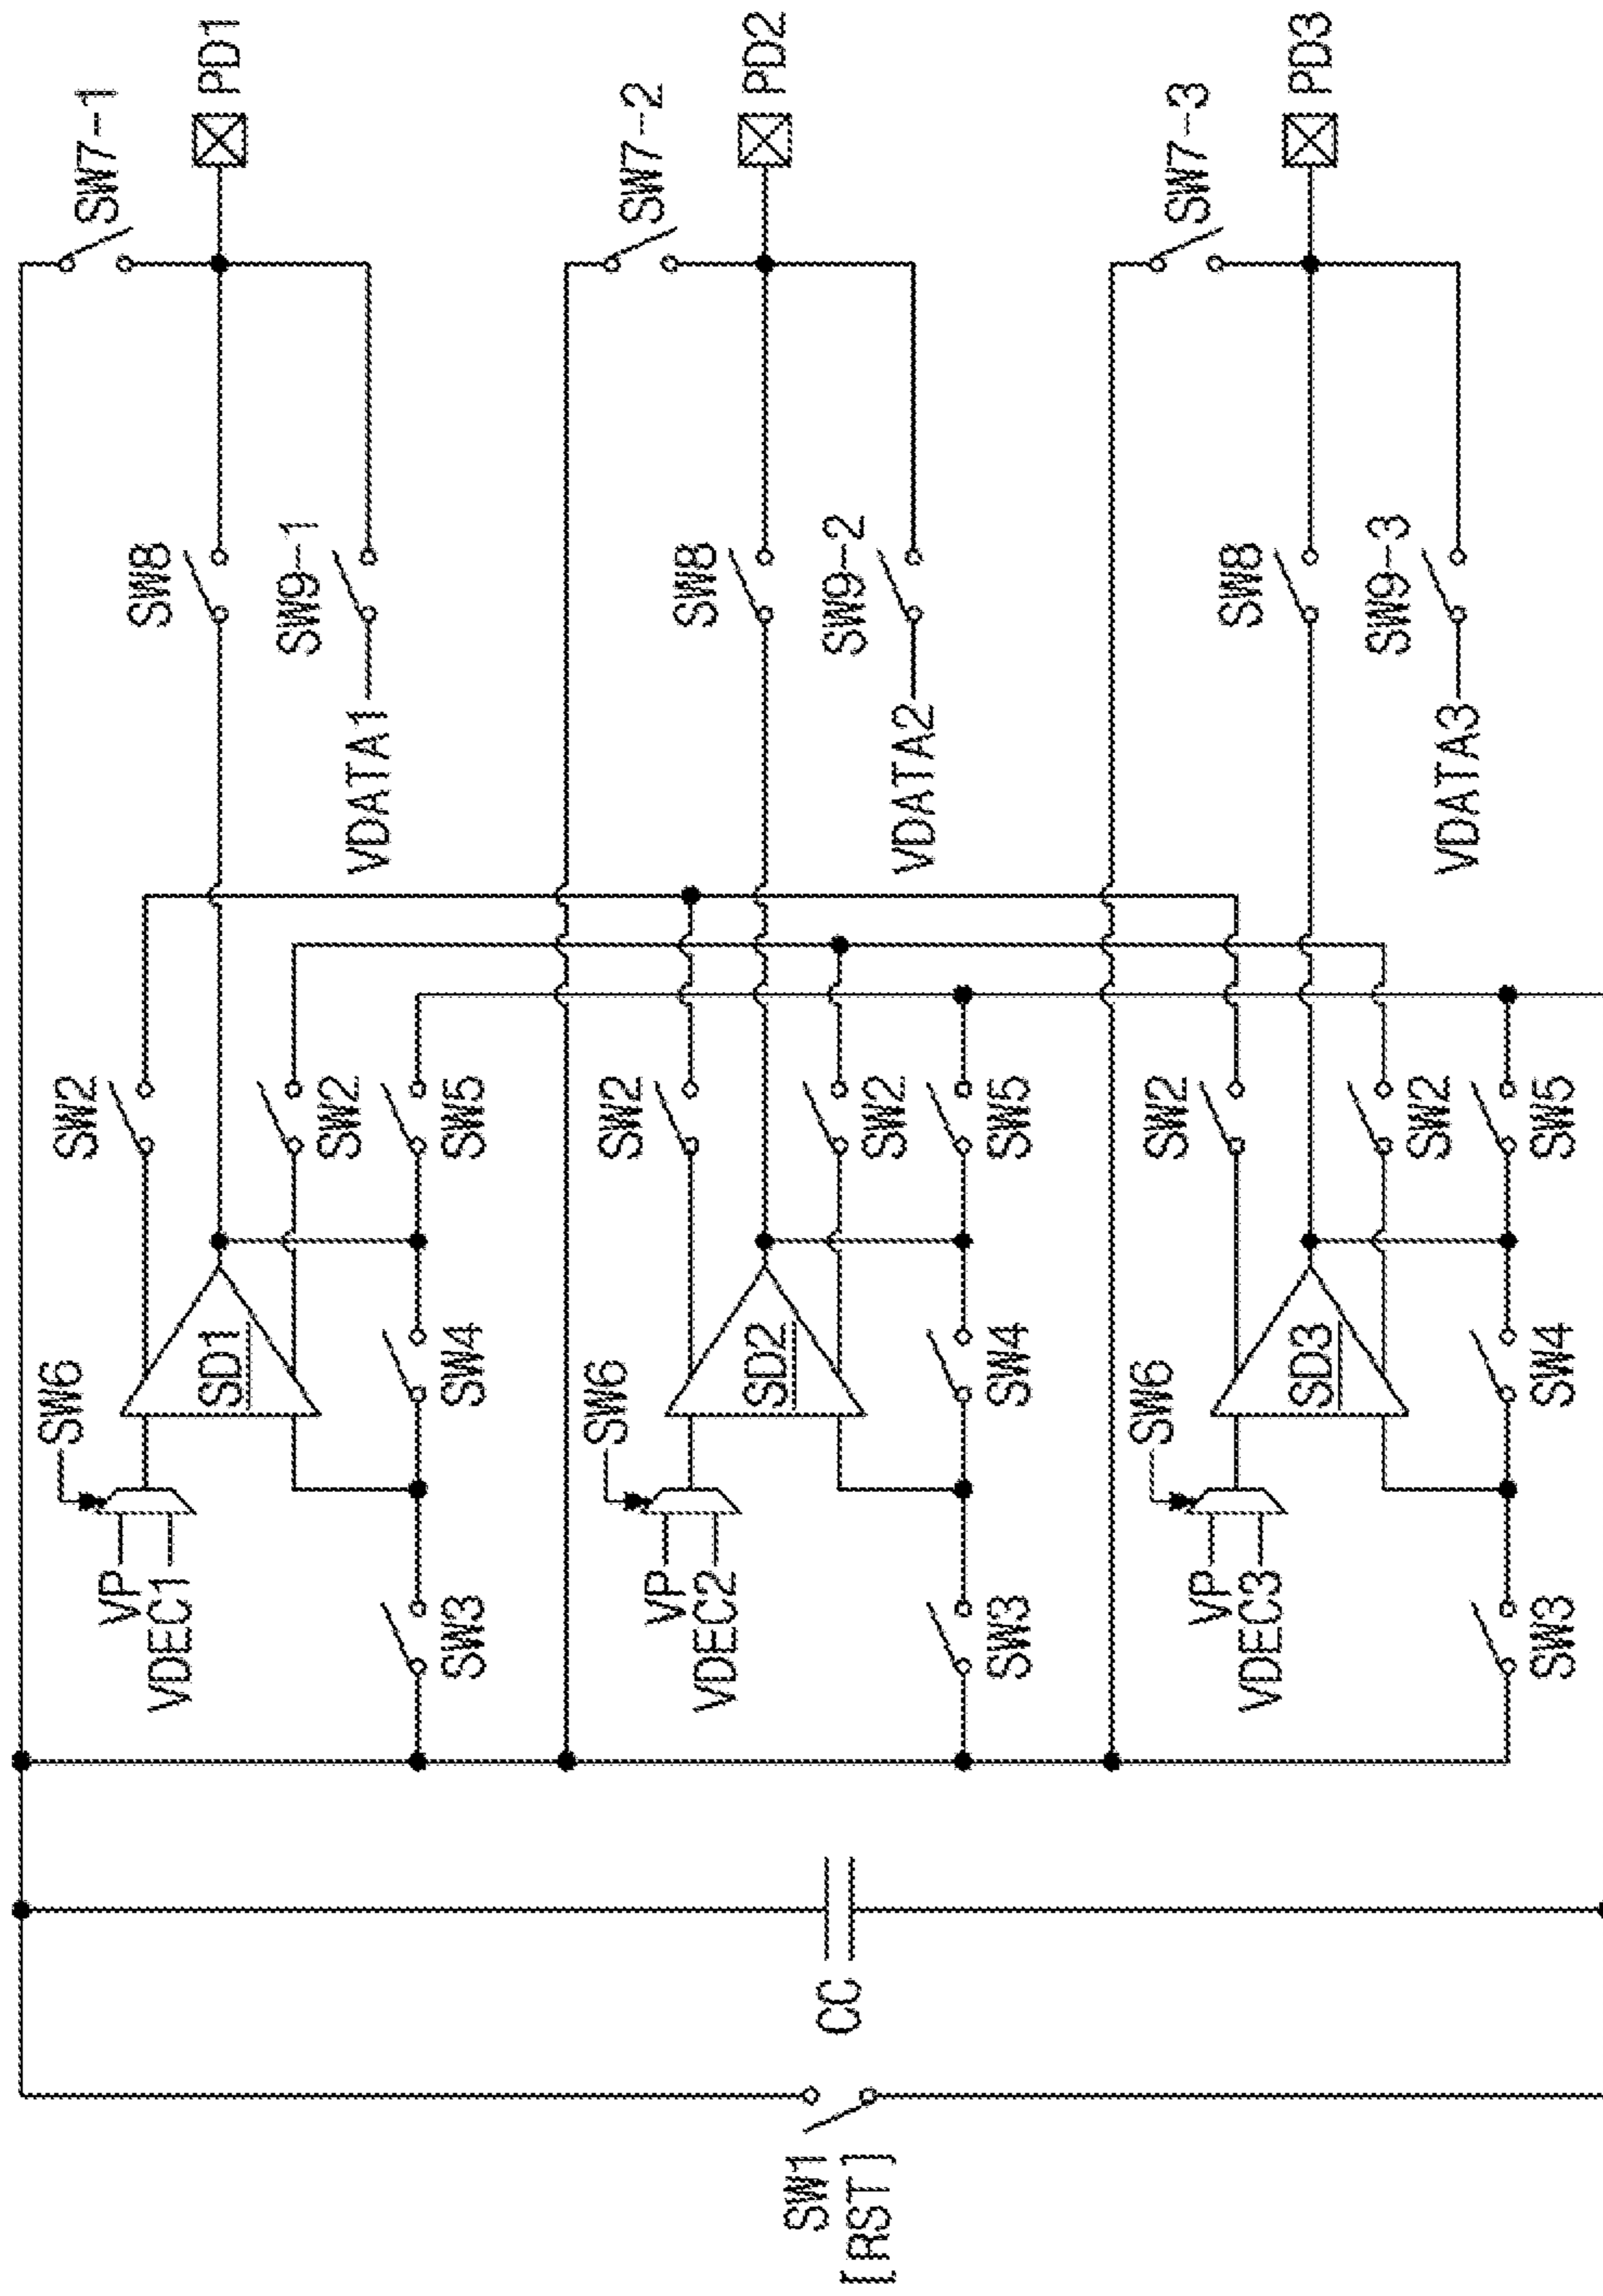 SW1
[RST]
CC
SW7-1
PD1
SW8
SW9-1
VDATA1
SW2
SW2
SW5
SW6
SD1
SW4
VP
VDEC1
SW3
SW7-2
PD2
SW8
SW9-2
VDATA2
SW2
SW2
SW5
SW6
SD2
SW4
VP
VDEC2
SW3
SW7-3
PD3
SW8
SW9-3
VDATA3
SW2
SW2
SW5
SW6
SD3
SW4
VP
VDEC3
SW3